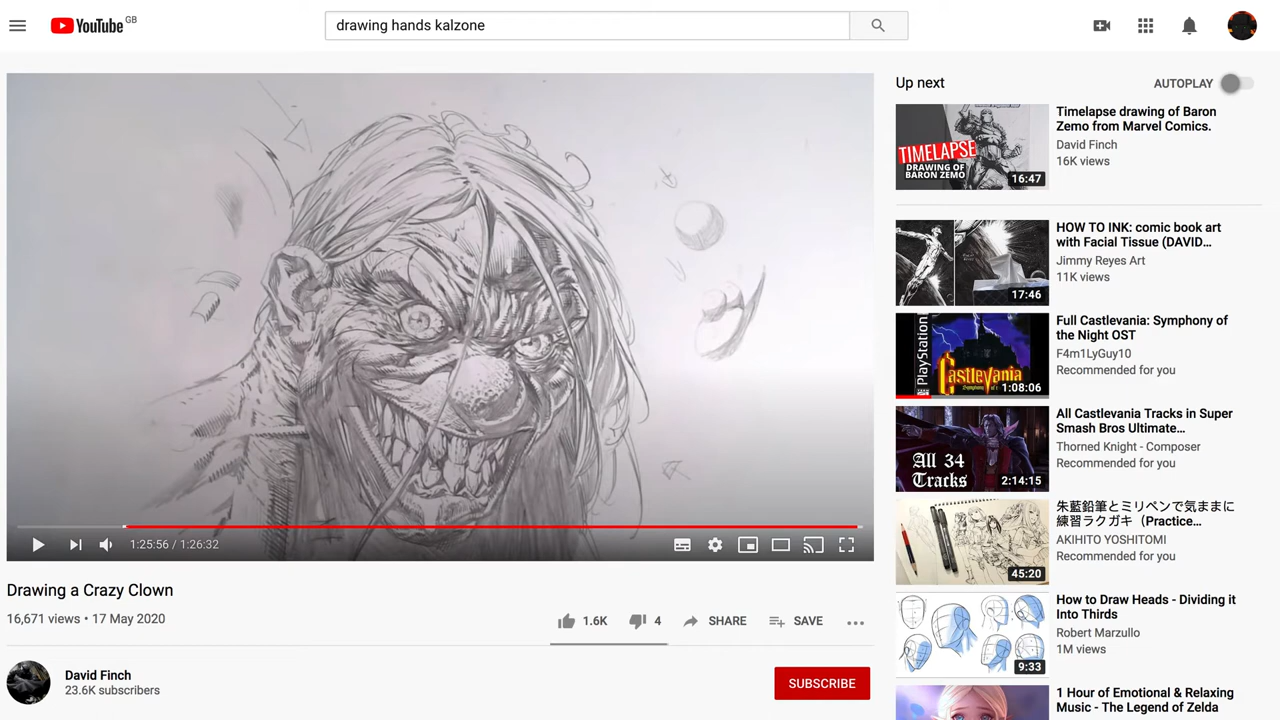 YouTube GB
drawing hands kalzone
Up next
AUTOPLAY
TIMELAPSE
DRAWING OF
BARON ZEMO
16:47
Timelapse drawing of Baron
Zemo from Marvel Comics.
David Finch
16K views
17:46
HOW TO INK: comic book art
with Facial Tissue (DAVID...
Jimmy Reyes Art
11K views
PlayStation
Castlevania
1:08:06
Full Castlevania: Symphony of
the Night OST
F4m1LyGuy10
Recommended for you
All 34
Tracks
2:14:15
All Castlevania Tracks in Super
Smash Bros Ultimate...
Thorned Knight - Composer
Recommended for you
45:20
朱藍鉛筆とミリペンで気ままに
練習ラクガキ（Practice...
AKIHITO YOSHITOMI
Recommended for you
9:33
How to Draw Heads - Dividing it
Into Thirds
Robert Marzullo
1M views
1 Hour of Emotional & Relaxing
Music - The Legend of Zelda
1:25:56 / 1:26:32
Drawing a Crazy Clown
16,671 views • 17 May 2020
1.6K
4
SHARE
SAVE
David Finch
23.6K subscribers
SUBSCRIBE